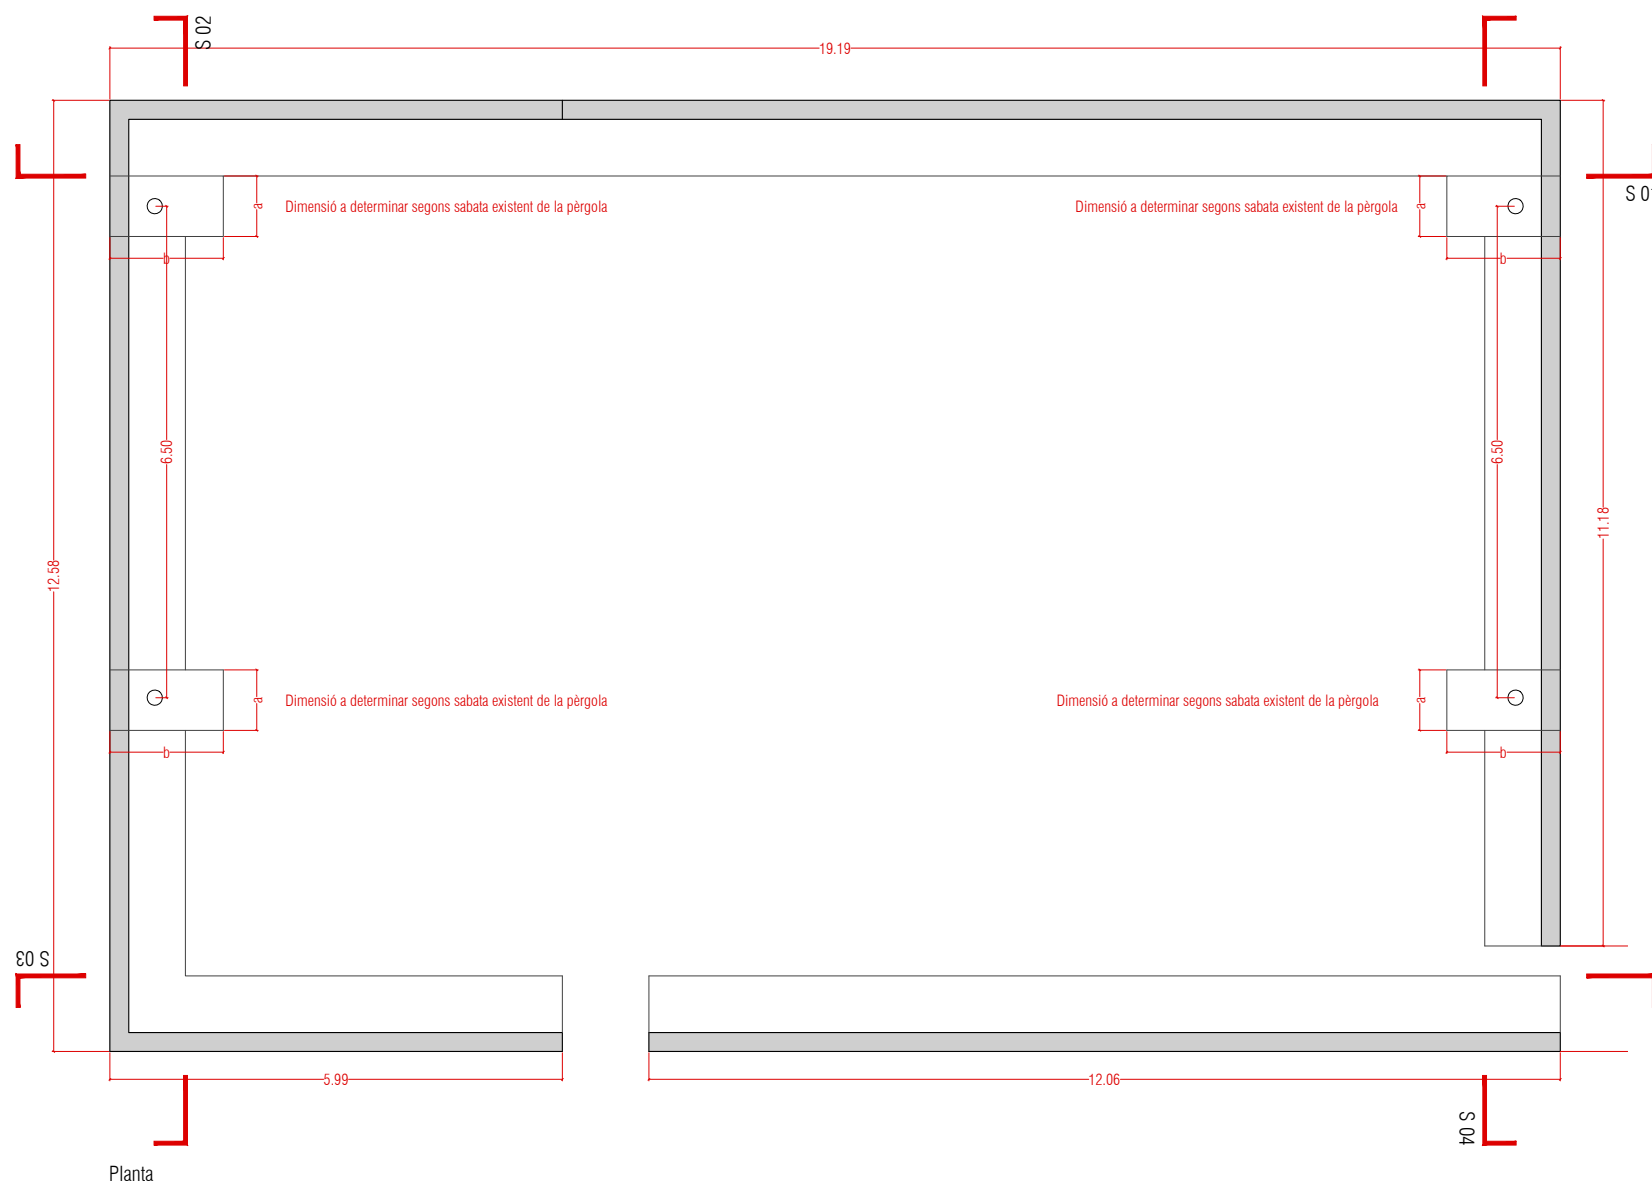 S 02
19.19
Dimensió a determinar segons sabata existent de la pèrgola
a
Dimensió a determinar segons sabata existent de la pèrgola
a
b
b
6.50
6.50
11.18
12.58
Dimensió a determinar segons sabata existent de la pèrgola
a
Dimensió a determinar segons sabata existent de la pèrgola
a
b
b
S 03
5.99
12.06
S 04
Planta